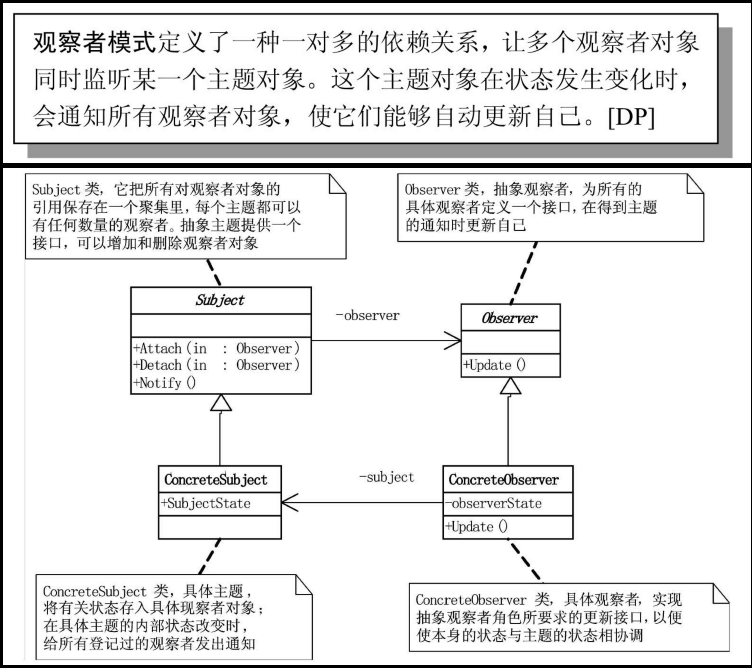 观察者模式定义了一种一对多的依赖关系，让多个观察者对象
同时监听某一个主题对象。这个主题对象在状态发生变化时，
会通知所有观察者对象，使它们能够自动更新自己。[DP]
Subject 类，它把所有对观察者对象的
引用保存在一个聚集里，每个主题都可以
有任何数量的观察者。抽象主题提供一个
接口，可以增加和删除观察者对象
Observer 类，抽象观察者，为所有的
具体观察者定义一个接口，在得到主题
的通知时更新自己
Subject
+Attach(in : Observer)
+Detach(in : Observer)
+Notify()
-observer
Observer
+Update()
ConcreteSubject
+SubjectState
-subject
ConcreteObserver
-observerState
+Update()
ConcreteSubject 类，具体主题，
将有关状态存入具体现察者对象；
在具体主题的内部状态改变时，
给所有登记过的观察者发出通知
ConcreteObserver 类，具体观察者，实现
抽象观察者角色所要求的更新接口，以便
使本身的状态与主题的状态相协调